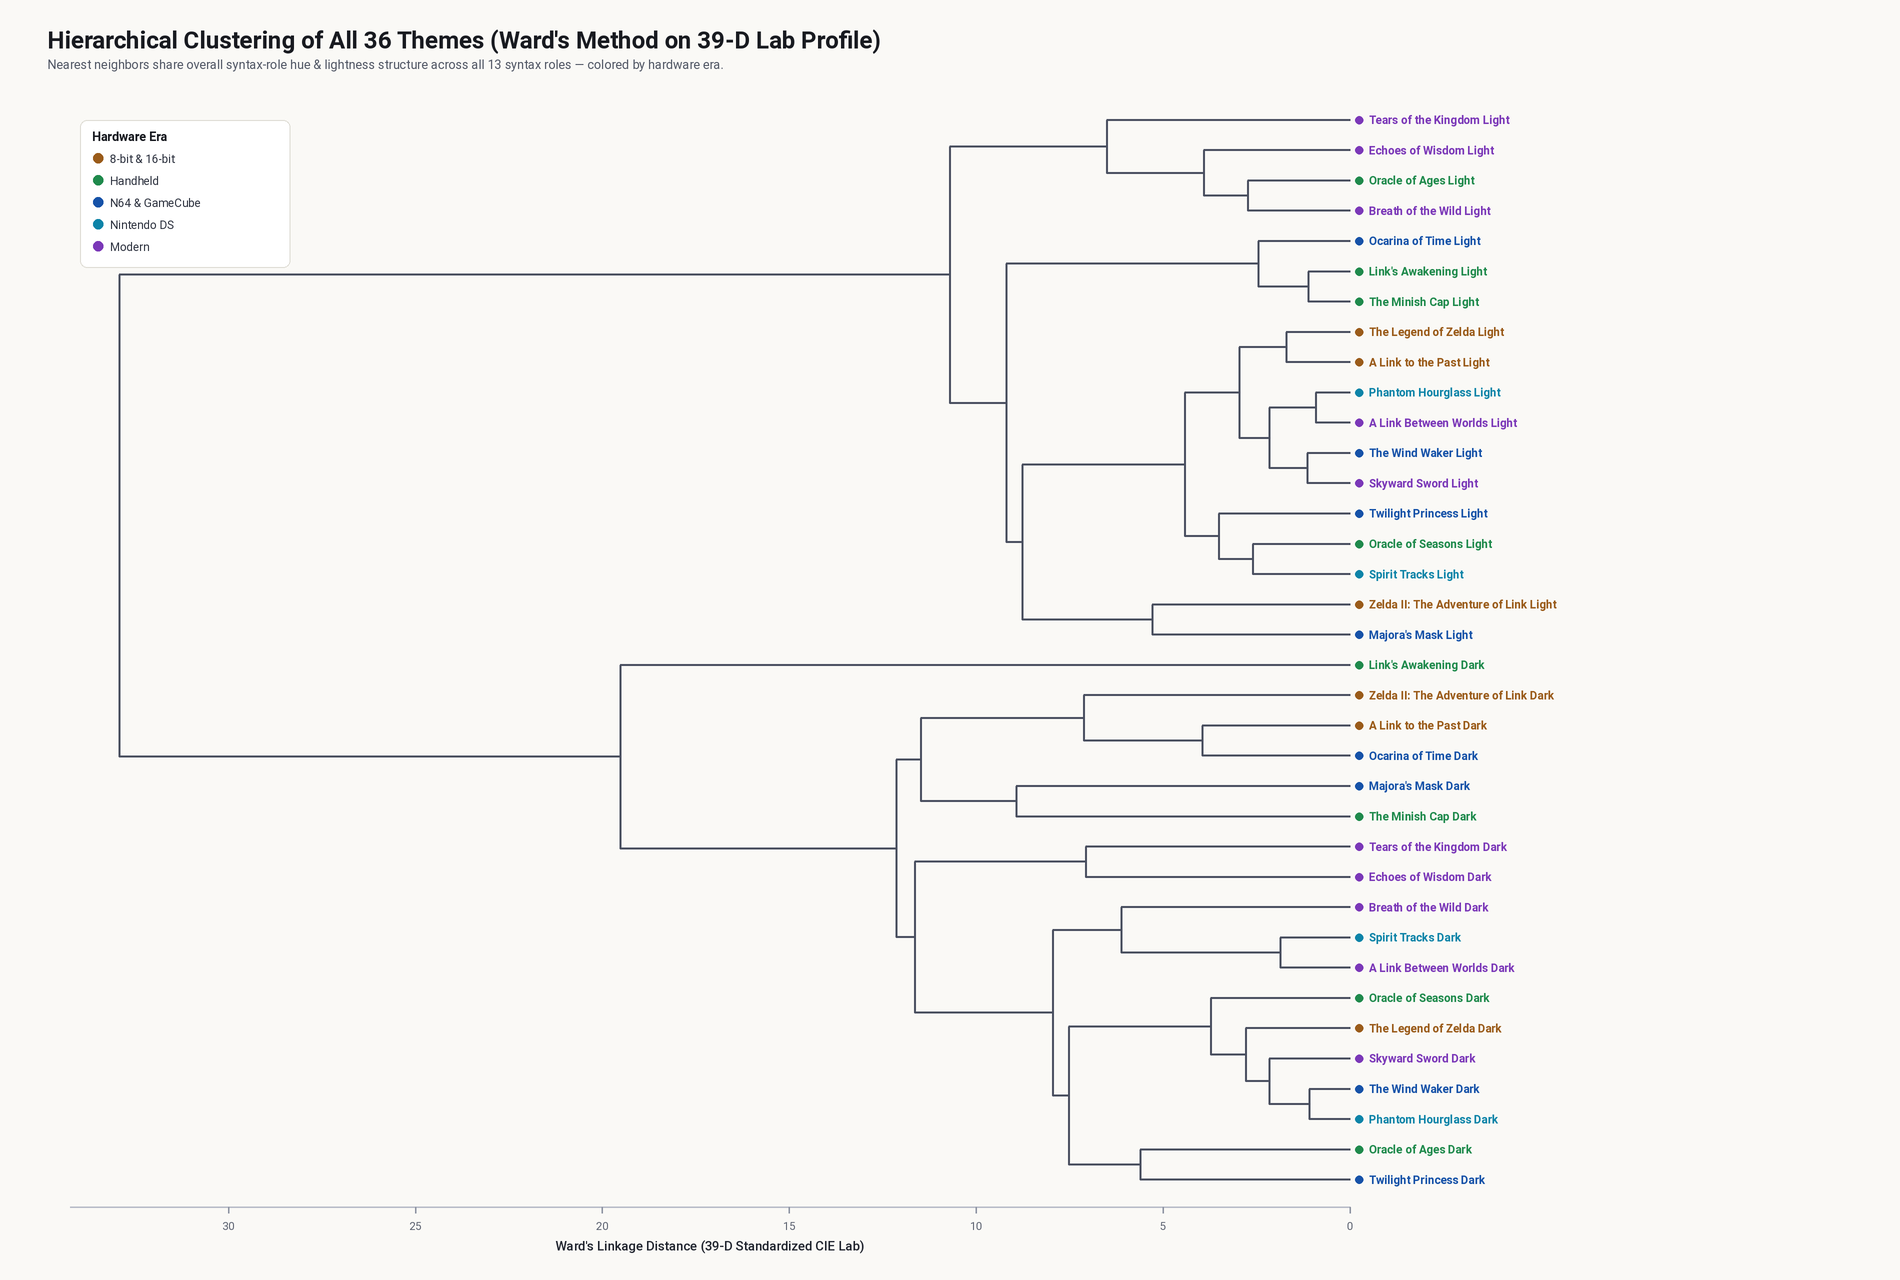 Hierarchical Clustering of All 36 Themes (Ward's Method on 39-D Lab Profile)
Nearest neighbors share overall syntax-role hue & lightness structure across all 13 syntax roles — colored by hardware era.
Hardware Era
8-bit & 16-bit
Handheld
N64 & GameCube
Nintendo DS
Modern
Tears of the Kingdom Light
Echoes of Wisdom Light
Oracle of Ages Light
Breath of the Wild Light
Ocarina of Time Light
Link's Awakening Light
The Minish Cap Light
The Legend of Zelda Light
A Link to the Past Light
Phantom Hourglass Light
A Link Between Worlds Light
The Wind Waker Light
Skyward Sword Light
Twilight Princess Light
Oracle of Seasons Light
Spirit Tracks Light
Zelda II: The Adventure of Link Light
Majora's Mask Light
Link's Awakening Dark
Zelda II: The Adventure of Link Dark
A Link to the Past Dark
Ocarina of Time Dark
Majora's Mask Dark
The Minish Cap Dark
Tears of the Kingdom Dark
Echoes of Wisdom Dark
Breath of the Wild Dark
Spirit Tracks Dark
A Link Between Worlds Dark
Oracle of Seasons Dark
The Legend of Zelda Dark
Skyward Sword Dark
The Wind Waker Dark
Phantom Hourglass Dark
Oracle of Ages Dark
Twilight Princess Dark
30 25 20 15 10 5 0
Ward's Linkage Distance (39-D Standardized CIE Lab)